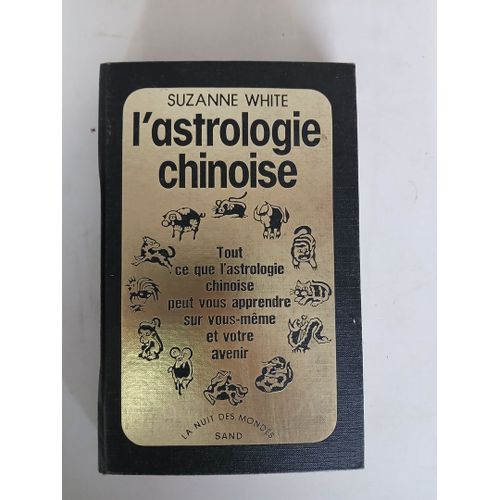 SUZANNE WHITE
l'astrologie
chinoise
Tout
ce que l'astrologie
chinoise
peut vous apprendre
sur vous-même
et votre
avenir
LA NUIT DES MONDES
SAND